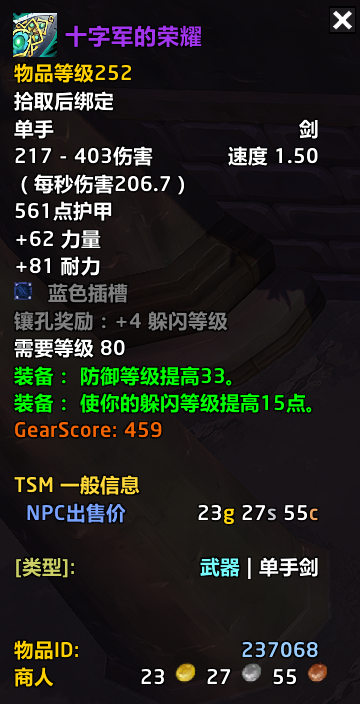 十字军的荣耀
物品等级252
拾取后绑定
单手 剑
217 - 403伤害 速度 1.50
（每秒伤害206.7）
561点护甲
+62 力量
+81 耐力
蓝色插槽
镶孔奖励：+4 躲闪等级
需要等级 80
装备： 防御等级提高33。
装备： 使你的躲闪等级提高15点。
GearScore: 459
TSM 一般信息
NPC出售价 23g 27s 55c
[类型]: 武器 | 单手剑
物品ID: 237068
商人 23 27 55